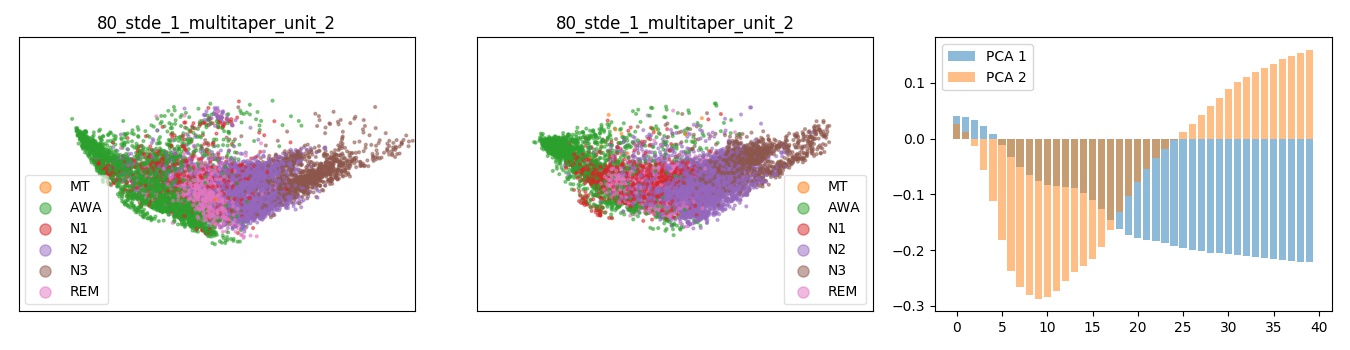 80_stde_1_multitaper_unit_2
MT
AWA
N1
N2
N3
REM
80_stde_1_multitaper_unit_2
MT
AWA
N1
N2
N3
REM
PCA 1
PCA 2
0.1
0.0
−0.1
−0.2
−0.3
0 5 10 15 20 25 30 35 40